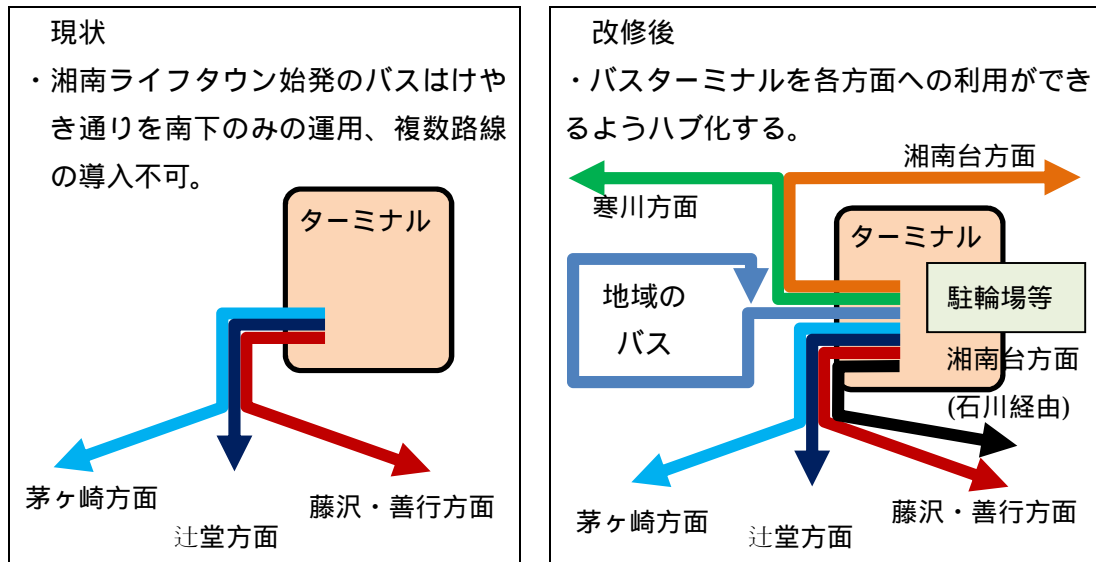 現状
・湘南ライフタウン始発のバスはけや
き通りを南下のみの運用、複数路線
の導入不可。
ターミナル
茅ヶ崎方面
辻堂方面
藤沢・善行方面
改修後
・バスターミナルを各方面への利用ができ
るようハブ化する。
湘南台方面
寒川方面
ターミナル
地域の
バス
駐輪場等
湘南台方面
(石川経由)
茅ヶ崎方面
辻堂方面
藤沢・善行方面